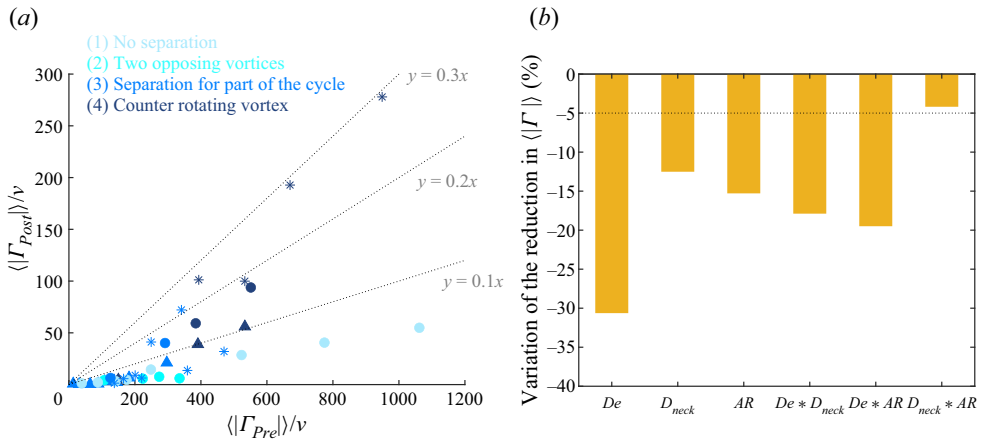 (a)
(1) No separation
(2) Two opposing vortices
(3) Separation for part of the cycle
(4) Counter rotating vortex
300
250
200
150
100
50
0
200
400
600
800
1000
1200
y = 0.3x
y = 0.2x
y = 0.1x
⟨|Γ_Post|⟩/ν
⟨|Γ_Pre|⟩/ν
(b)
0
−5
−10
−15
−20
−25
−30
−35
−40
Variation of the reduction in ⟨|Γ|⟩ (%)
De
D_neck
AR
De * D_neck
De * AR
D_neck * AR